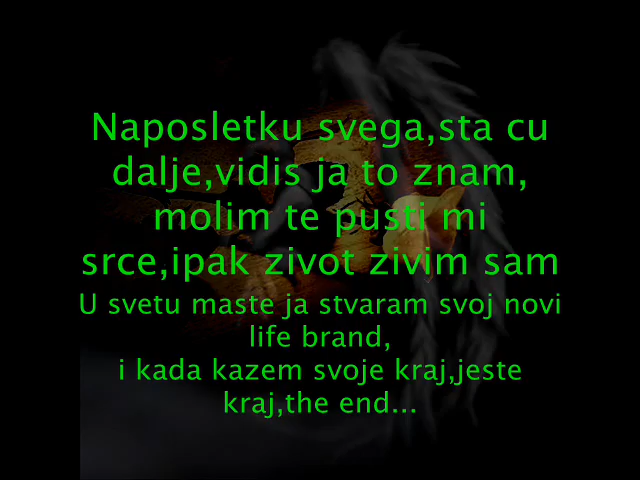 Naposletku svega,sta cu
dalje,vidis ja to znam,
molim te pusti mi
srce,ipak zivot zivim sam
U svetu maste ja stvaram svoj novi
life brand,
i kada kazem svoje kraj,jeste
kraj,the end...